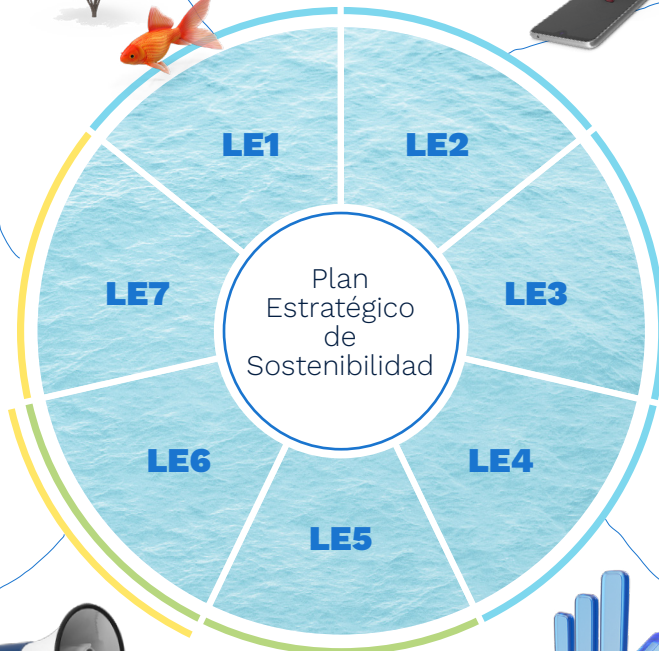 LE1
LE2
LE7
LE3
Plan
Estratégico
de
Sostenibilidad
LE6
LE4
LE5